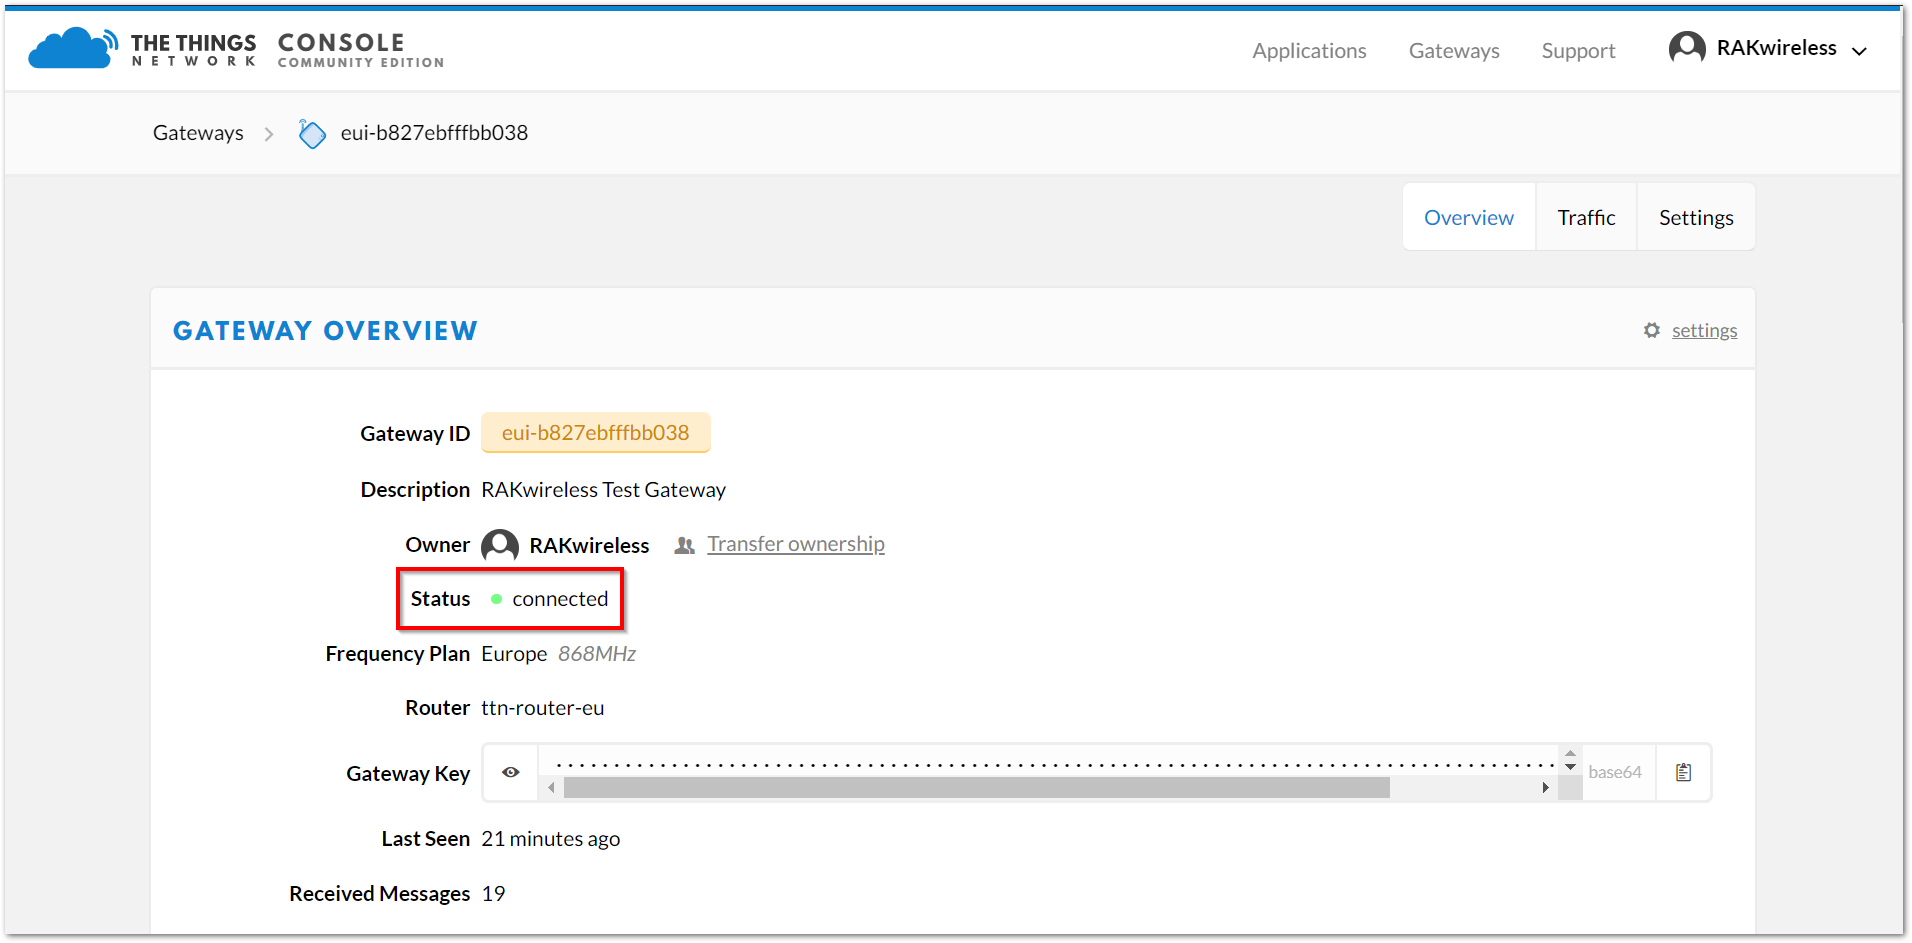 THE THINGS NETWORK
CONSOLE
COMMUNITY EDITION
Applications Gateways Support RAKwireless
Gateways eui-b827ebfffbb038
Overview Traffic Settings
GATEWAY OVERVIEW settings
Gateway ID eui-b827ebfffbb038
Description RAKwireless Test Gateway
Owner RAKwireless Transfer ownership
Status connected
Frequency Plan Europe 868MHz
Router ttn-router-eu
Gateway Key base64
Last Seen 21 minutes ago
Received Messages 19